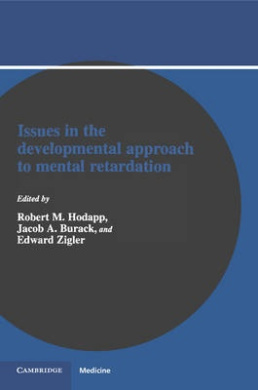 Issues in the
developmental approach
to mental retardation
Edited by
Robert M. Hodapp,
Jacob A. Burack, and
Edward Zigler
CAMBRIDGE
Medicine